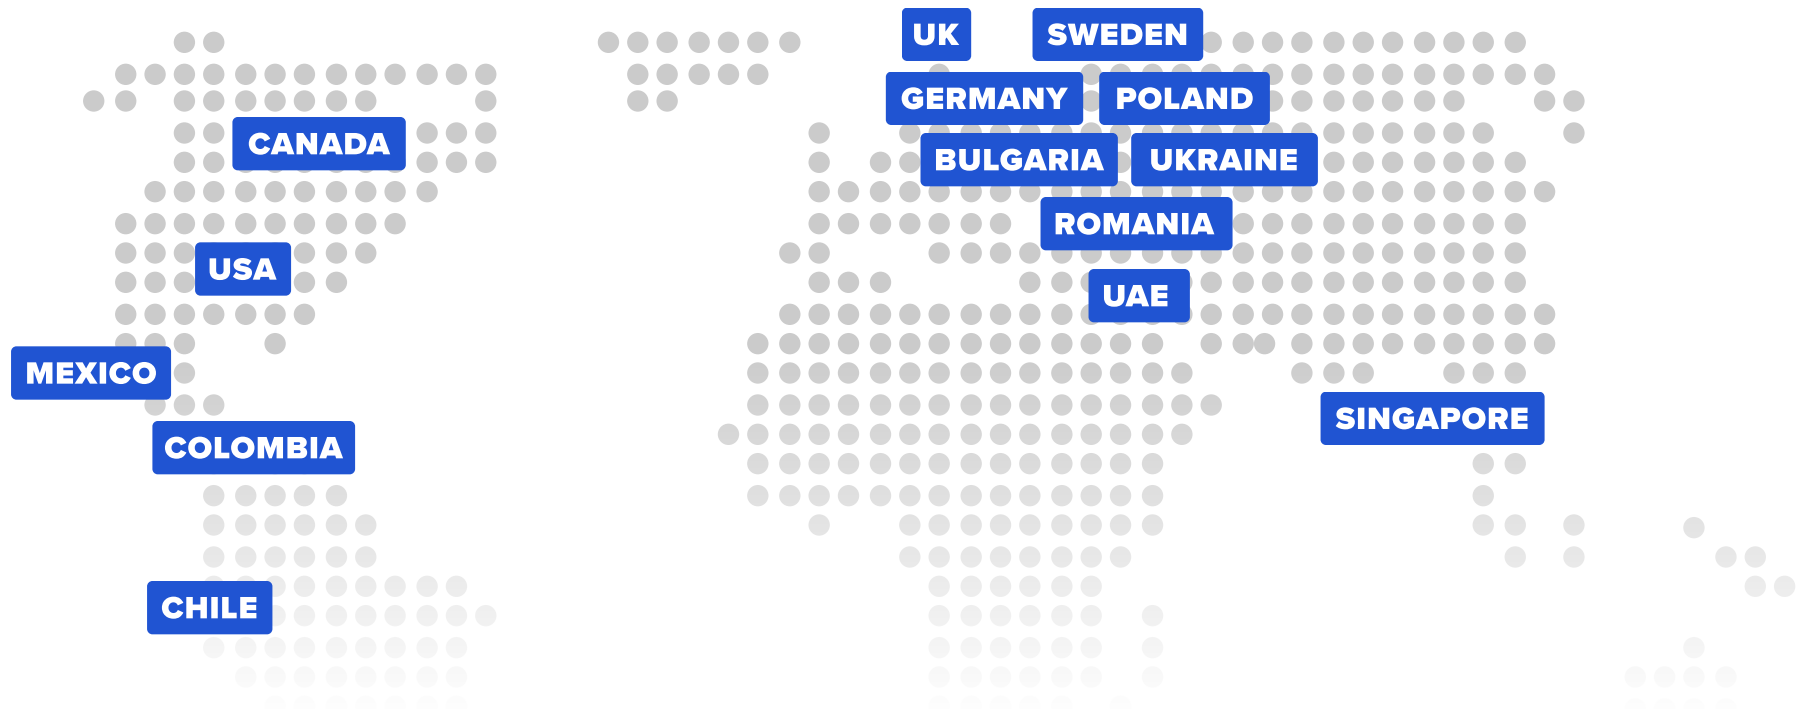 UK
SWEDEN
GERMANY
POLAND
CANADA
BULGARIA
UKRAINE
ROMANIA
USA
UAE
MEXICO
SINGAPORE
COLOMBIA
CHILE